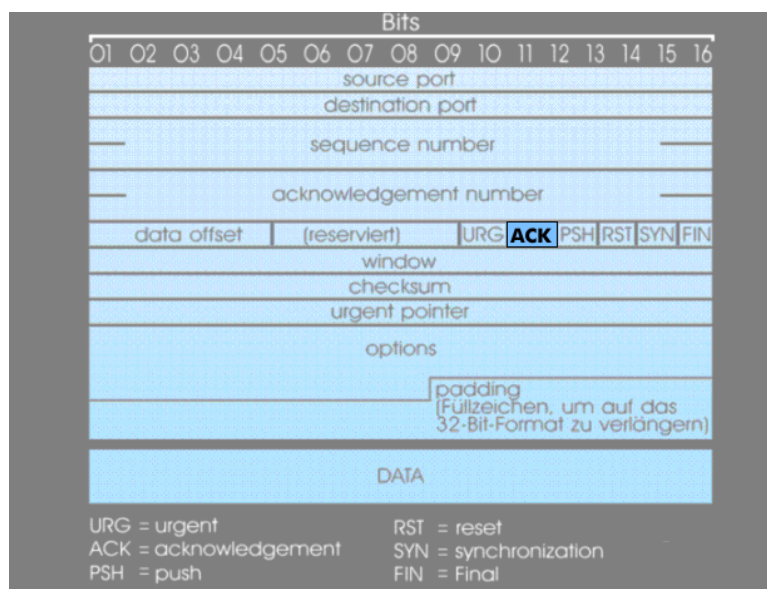 Bits
01 02 03 04 05 06 07 08 09 10 11 12 13 14 15 16
source port
destination port
sequence number
acknowledgement number
data offset (reserviert) URG ACK PSH RST SYN FIN
window
checksum
urgent pointer
options
padding
(Füllzeichen, um auf das
32-Bit-Format zu verlängern)
DATA
URG = urgent RST = reset
ACK = acknowledgement SYN = synchronization
PSH = push FIN = Final